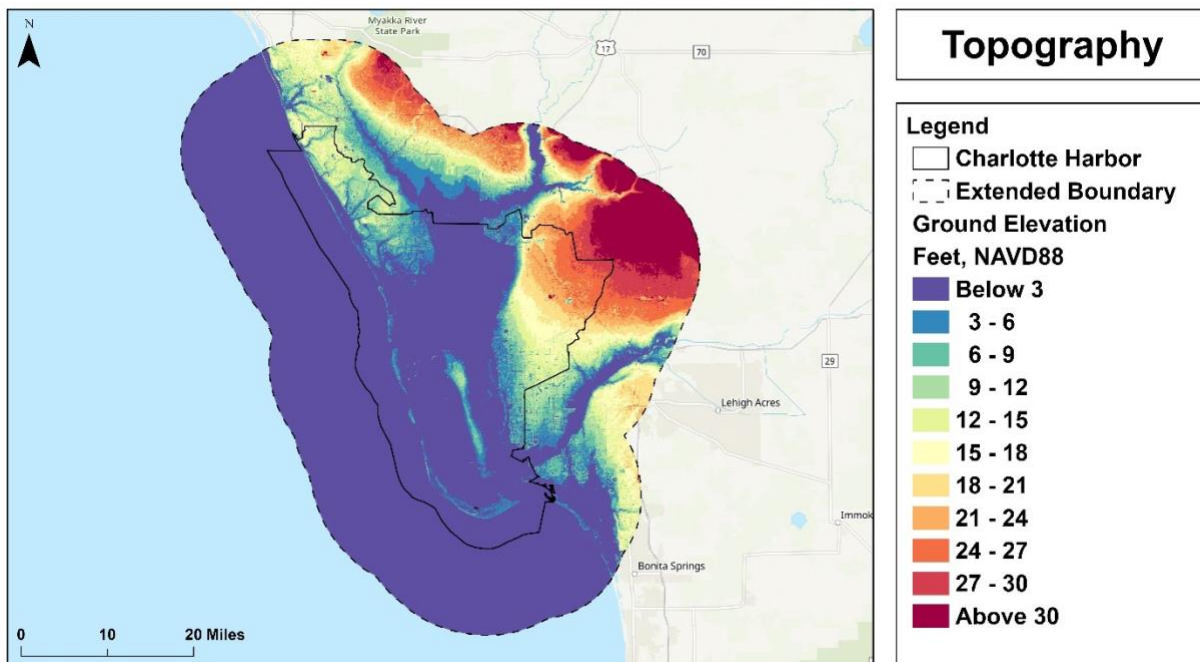 N
Myakka River
State Park
17
70
29
Lehigh Acres
Immok
Bonita Springs
0 10 20 Miles
Topography
Legend
Charlotte Harbor
Extended Boundary
Ground Elevation
Feet, NAVD88
Below 3
3 - 6
6 - 9
9 - 12
12 - 15
15 - 18
18 - 21
21 - 24
24 - 27
27 - 30
Above 30